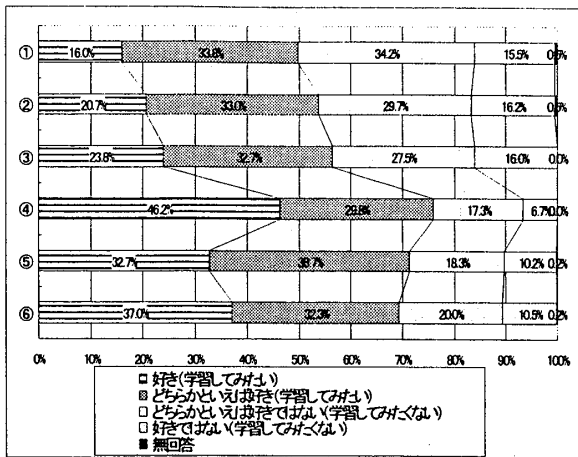 ① 16.0% 33.8% 34.2% 15.5% 0.5%
② 20.7% 33.0% 29.7% 16.2% 0.5%
③ 23.8% 32.7% 27.5% 16.0% 0.0%
④ 46.2% 29.8% 17.3% 6.7% 0.0%
⑤ 32.7% 38.7% 18.3% 10.2% 0.2%
⑥ 37.0% 32.3% 20.0% 10.5% 0.2%
0% 10% 20% 30% 40% 50% 60% 70% 80% 90% 100%
好き(学習してみたい)
どちらかといえば好き(学習してみたい)
どちらかといえば好きではない(学習してみたくない)
好きではない(学習してみたくない)
無回答